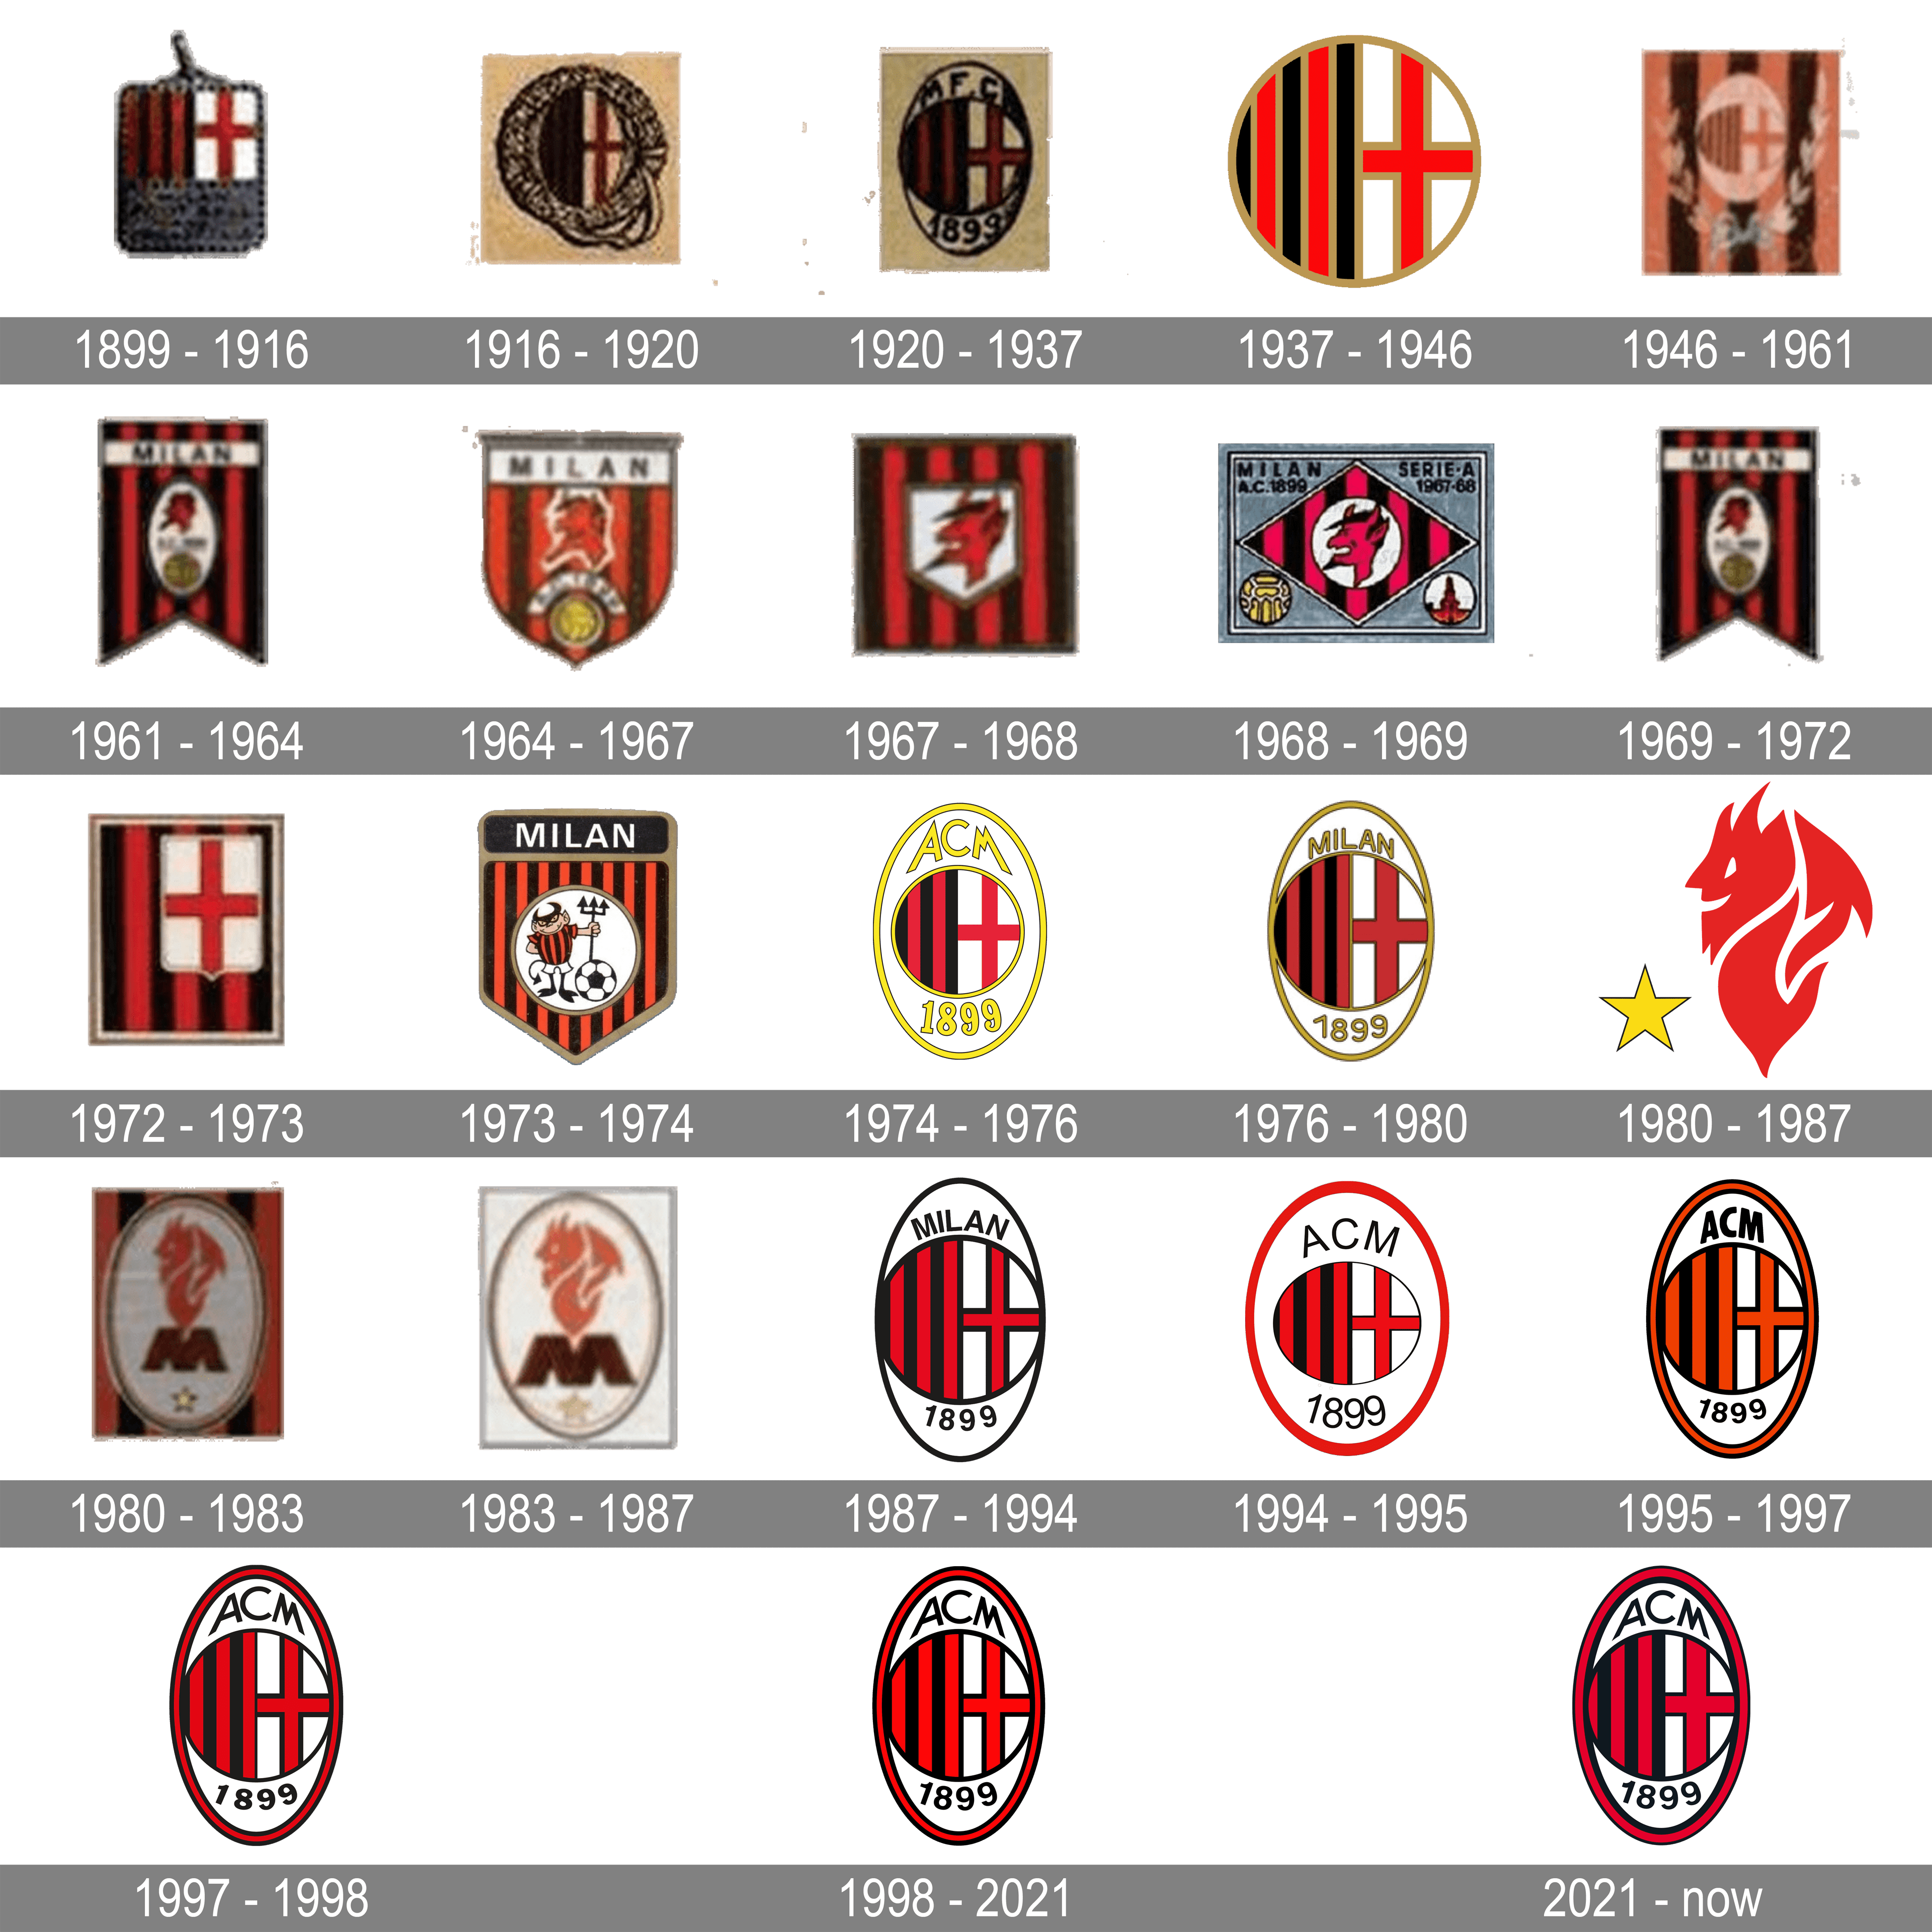 M.F.C.
1899
1899 - 1916
1916 - 1920
1920 - 1937
1937 - 1946
1946 - 1961
MILAN
MILAN
MILAN
A.C.1899
SERIE·A
1967-68
MILAN
1961 - 1964
1964 - 1967
1967 - 1968
1968 - 1969
1969 - 1972
MILAN
ACM
1899
MILAN
1899
1972 - 1973
1973 - 1974
1974 - 1976
1976 - 1980
1980 - 1987
MILAN
1899
ACM
1899
ACM
1899
1980 - 1983
1983 - 1987
1987 - 1994
1994 - 1995
1995 - 1997
ACM
1899
ACM
1899
ACM
1899
1997 - 1998
1998 - 2021
2021 - now